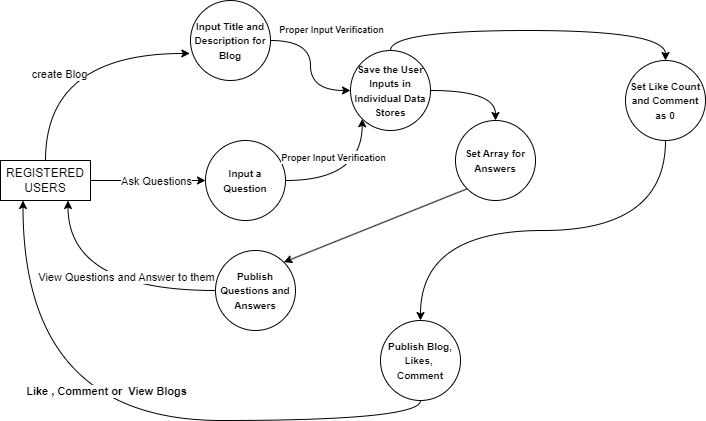 Input Title and
Description for
Blog
Proper Input Verification
create Blog
Save the User
Inputs in
Individual Data
Stores
Set Like Count
and Comment
as 0
REGISTERED
USERS
Ask Questions
Input a
Question
Proper Input Verification
Set Array for
Answers
View Questions and Answer to them
Publish
Questions and
Answers
Publish Blog,
Likes,
Comment
Like , Comment or View Blogs